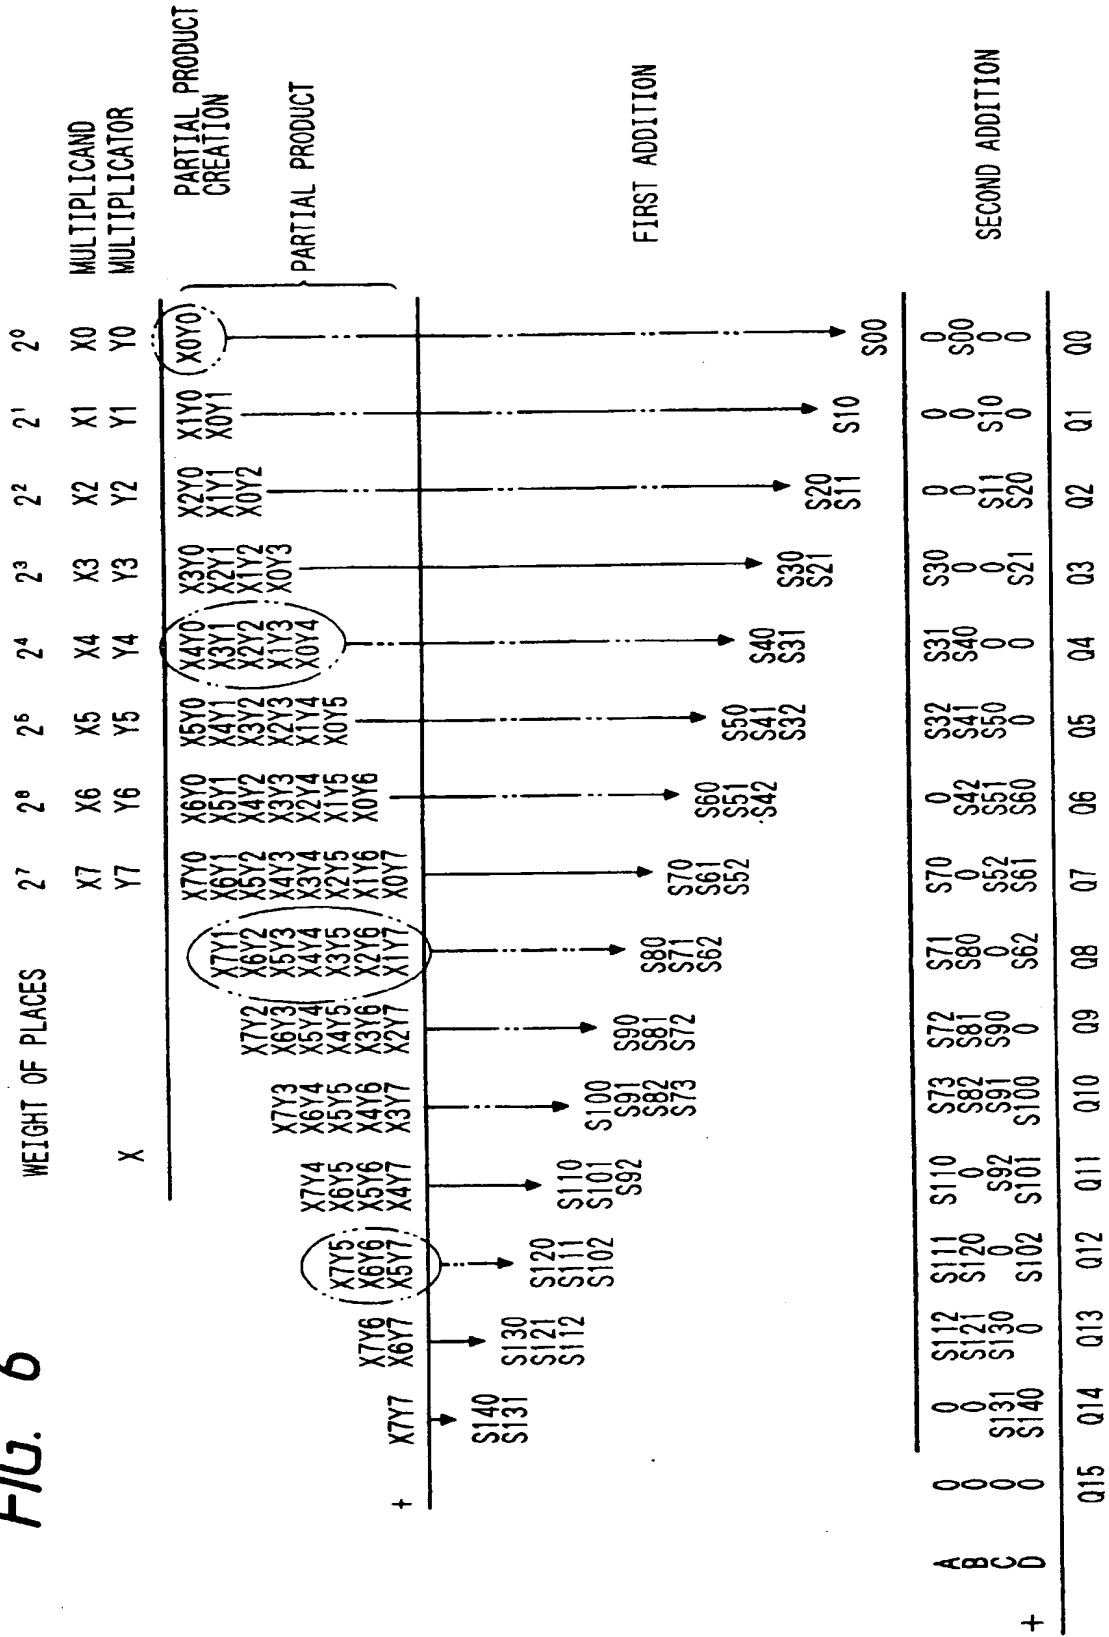 FIG. 6
WEIGHT OF PLACES 2⁷ 2⁶ 2⁵ 2⁴ 2³ 2² 2¹ 2⁰
X7 X6 X5 X4 X3 X2 X1 X0 MULTIPLICAND
X Y7 Y6 Y5 Y4 Y3 Y2 Y1 Y0 MULTIPLICATOR
X7Y0 X6Y0 X5Y0 X4Y0 X3Y0 X2Y0 X1Y0 X0Y0 PARTIAL PRODUCT
X7Y1 X6Y1 X5Y1 X4Y1 X3Y1 X2Y1 X1Y1 X0Y1 CREATION
X7Y2 X6Y2 X5Y2 X4Y2 X3Y2 X2Y2 X1Y2 X0Y2
X7Y3 X6Y3 X5Y3 X4Y3 X3Y3 X2Y3 X1Y3 X0Y3
X7Y4 X6Y4 X5Y4 X4Y4 X3Y4 X2Y4 X1Y4 X0Y4 PARTIAL PRODUCT
X7Y5 X6Y5 X5Y5 X4Y5 X3Y5 X2Y5 X1Y5 X0Y5
X7Y6 X6Y6 X5Y6 X4Y6 X3Y6 X2Y6 X1Y6 X0Y6
+ X7Y7 X6Y7 X5Y7 X4Y7 X3Y7 X2Y7 X1Y7 X0Y7
S140
S131 S130
S121 S120
S112 S111 S110
S102 S101 S100
S92 S91 S90
FIRST ADDITION
S82 S81 S80
S73 S72 S71 S70
S62 S61 S60
S52 S51 S50
S42 S41 S40
S32 S31 S30
S21 S20
S11 S10
S00
A 0 0 S112 S111 S110 S73 S72 S71 S70 0 S32 S31 S30 0 0 0
B 0 0 S121 S120 0 S82 S81 S80 0 S42 S41 S40 0 0 0 S00
C 0 S131 S130 0 S92 S91 S90 0 S52 S51 S50 0 0 S11 S10 0 SECOND ADDITION
+ D 0 S140 0 S102 S101 S100 0 S62 S61 S60 0 0 S21 S20 0 0
Q15 Q14 Q13 Q12 Q11 Q10 Q9 Q8 Q7 Q6 Q5 Q4 Q3 Q2 Q1 Q0